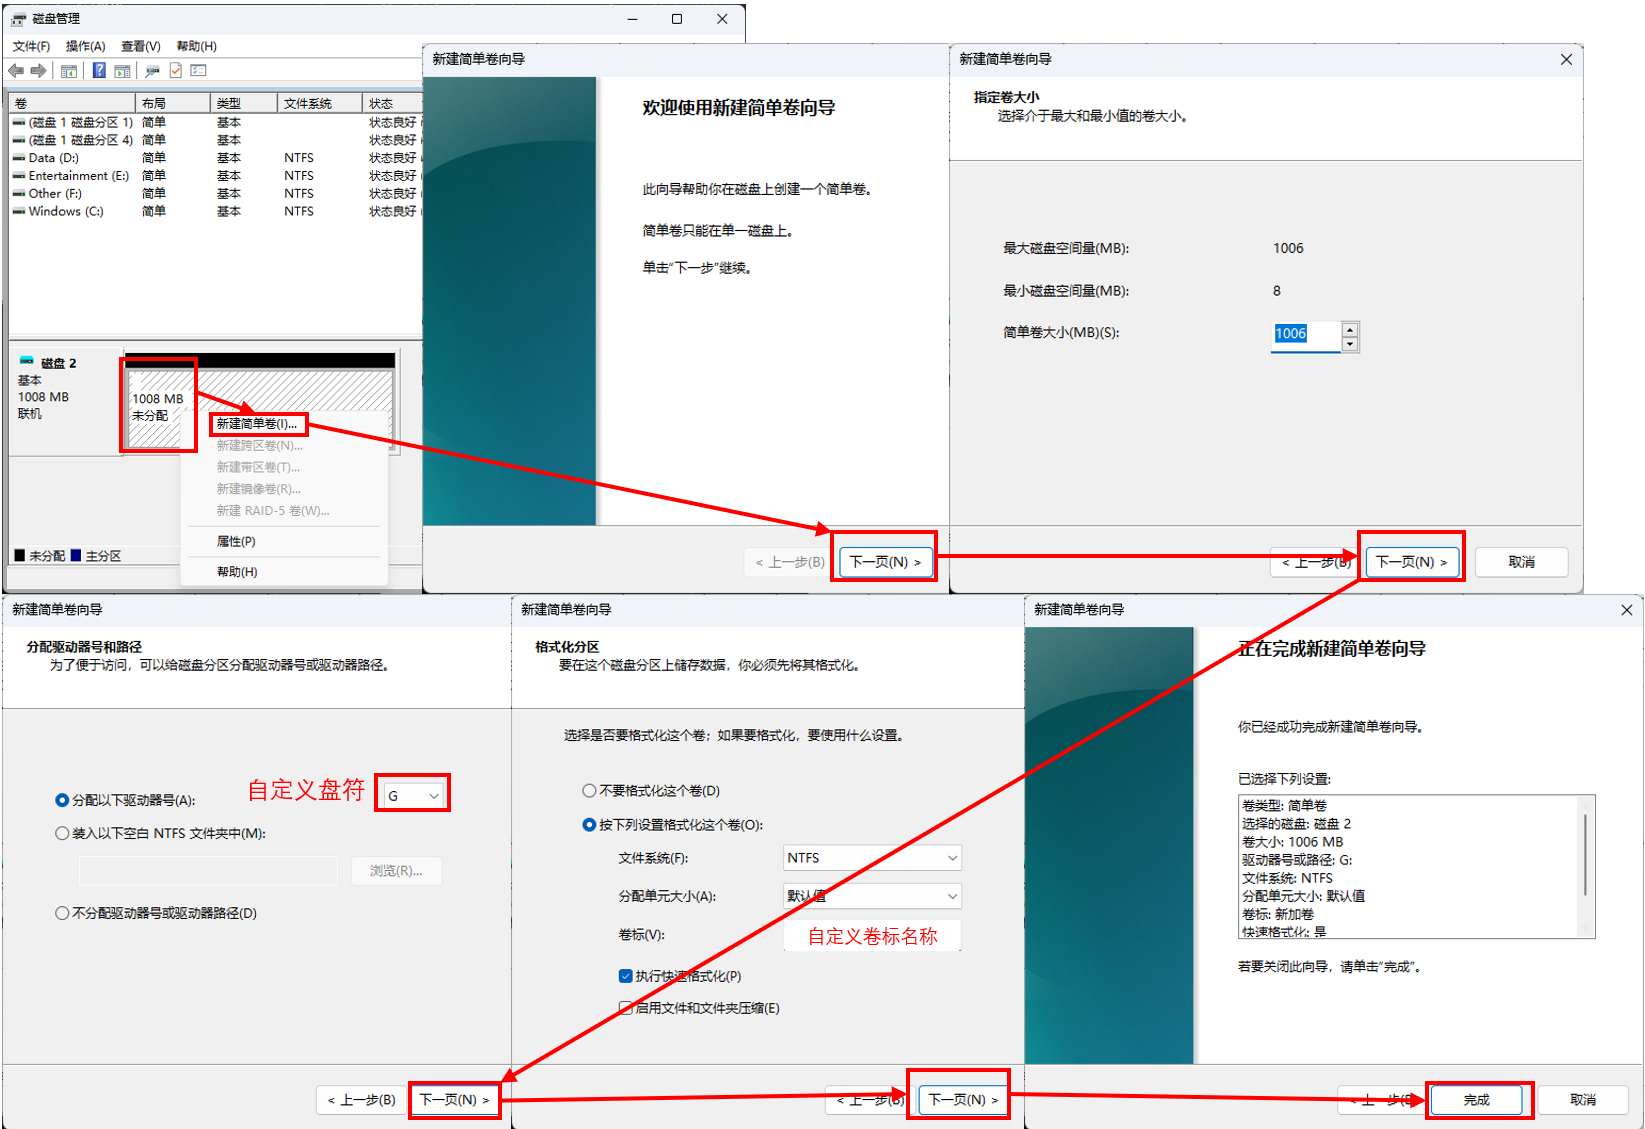 磁盘管理
文件(F) 操作(A) 查看(V) 帮助(H)
卷 布局 类型 文件系统 状态
(磁盘 1 磁盘分区 1) 简单 基本 状态良好
(磁盘 1 磁盘分区 4) 简单 基本 状态良好
Data (D:) 简单 基本 NTFS 状态良好
Entertainment (E:) 简单 基本 NTFS 状态良好
Other (F:) 简单 基本 NTFS 状态良好
Windows (C:) 简单 基本 NTFS 状态良好
磁盘 2
基本
1008 MB
联机
1008 MB
未分配
新建简单卷(I)...
新建跨区卷(N)...
新建带区卷(T)...
新建镜像卷(R)...
新建 RAID-5 卷(W)...
属性(P)
帮助(H)
未分配 主分区
新建简单卷向导
欢迎使用新建简单卷向导
此向导帮助你在磁盘上创建一个简单卷。
简单卷只能在单一磁盘上。
单击"下一步"继续。
< 上一步(B) 下一页(N) >
新建简单卷向导
指定卷大小
选择介于最大和最小值的卷大小。
最大磁盘空间量(MB): 1006
最小磁盘空间量(MB): 8
简单卷大小(MB)(S): 1006
< 上一步(B) 下一页(N) > 取消
新建简单卷向导
分配驱动器号和路径
为了便于访问，可以给磁盘分区分配驱动器号或驱动器路径。
自定义盘符
分配以下驱动器号(A): G
装入以下空白 NTFS 文件夹中(M):
浏览(R)...
不分配驱动器号或驱动器路径(D)
< 上一步(B) 下一页(N) >
新建简单卷向导
格式化分区
要在这个磁盘分区上储存数据，你必须先将其格式化。
选择是否要格式化这个卷；如果要格式化，要使用什么设置。
不要格式化这个卷(D)
按下列设置格式化这个卷(O):
文件系统(F): NTFS
分配单元大小(A): 默认值
卷标(V): 自定义卷标名称
执行快速格式化(P)
启用文件和文件夹压缩(E)
< 上一步(B) 下一页(N) >
新建简单卷向导
正在完成新建简单卷向导
你已经成功完成新建简单卷向导。
已选择下列设置:
卷类型: 简单卷
选择的磁盘: 磁盘 2
卷大小: 1006 MB
驱动器号或路径: G:
文件系统: NTFS
分配单元大小: 默认值
卷标: 新加卷
快速格式化: 是
若要关闭此向导，请单击"完成"。
< 上一步(B) 完成 取消